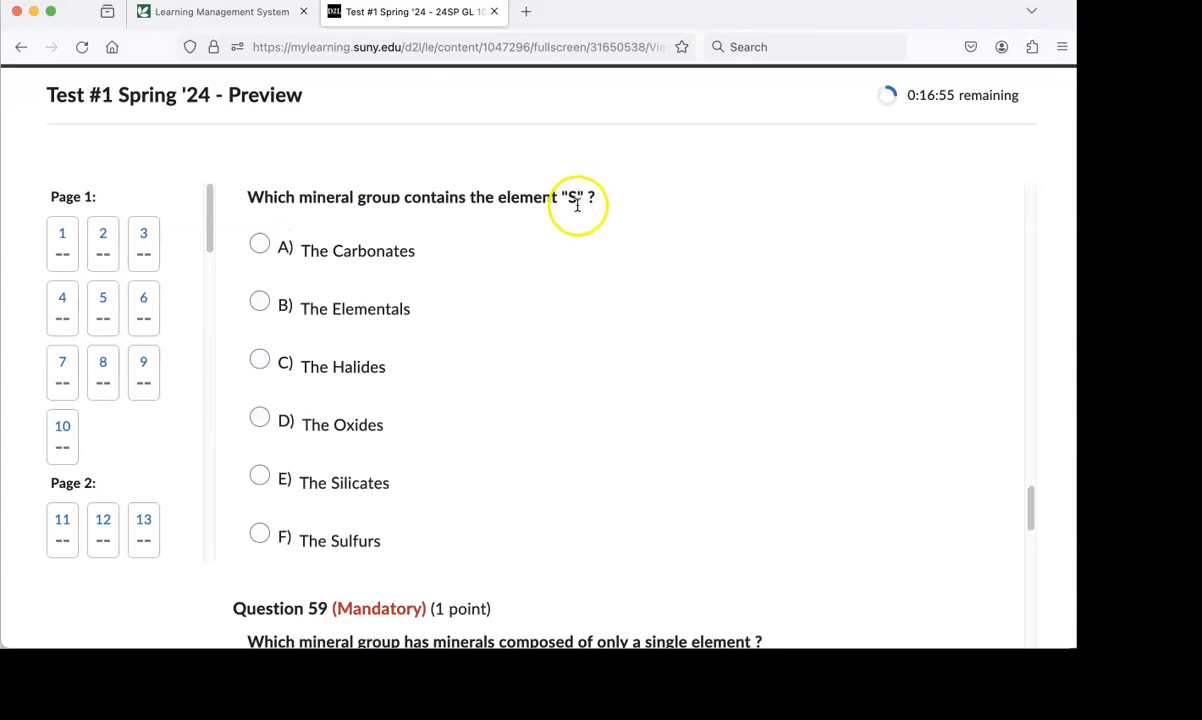 Learning Management System
Test #1 Spring '24 - 24SP GL 10
https://mylearning.suny.edu/d2l/le/content/1047296/fullscreen/31650538/Vie
Search
Test #1 Spring '24 - Preview
0:16:55 remaining
Page 1:
1 2 3
-- -- --
4 5 6
-- -- --
7 8 9
-- -- --
10
--
Page 2:
11 12 13
-- -- --
Which mineral group contains the element "S" ?
A) The Carbonates
B) The Elementals
C) The Halides
D) The Oxides
E) The Silicates
F) The Sulfurs
Question 59 (Mandatory) (1 point)
Which mineral group has minerals composed of only a single element ?